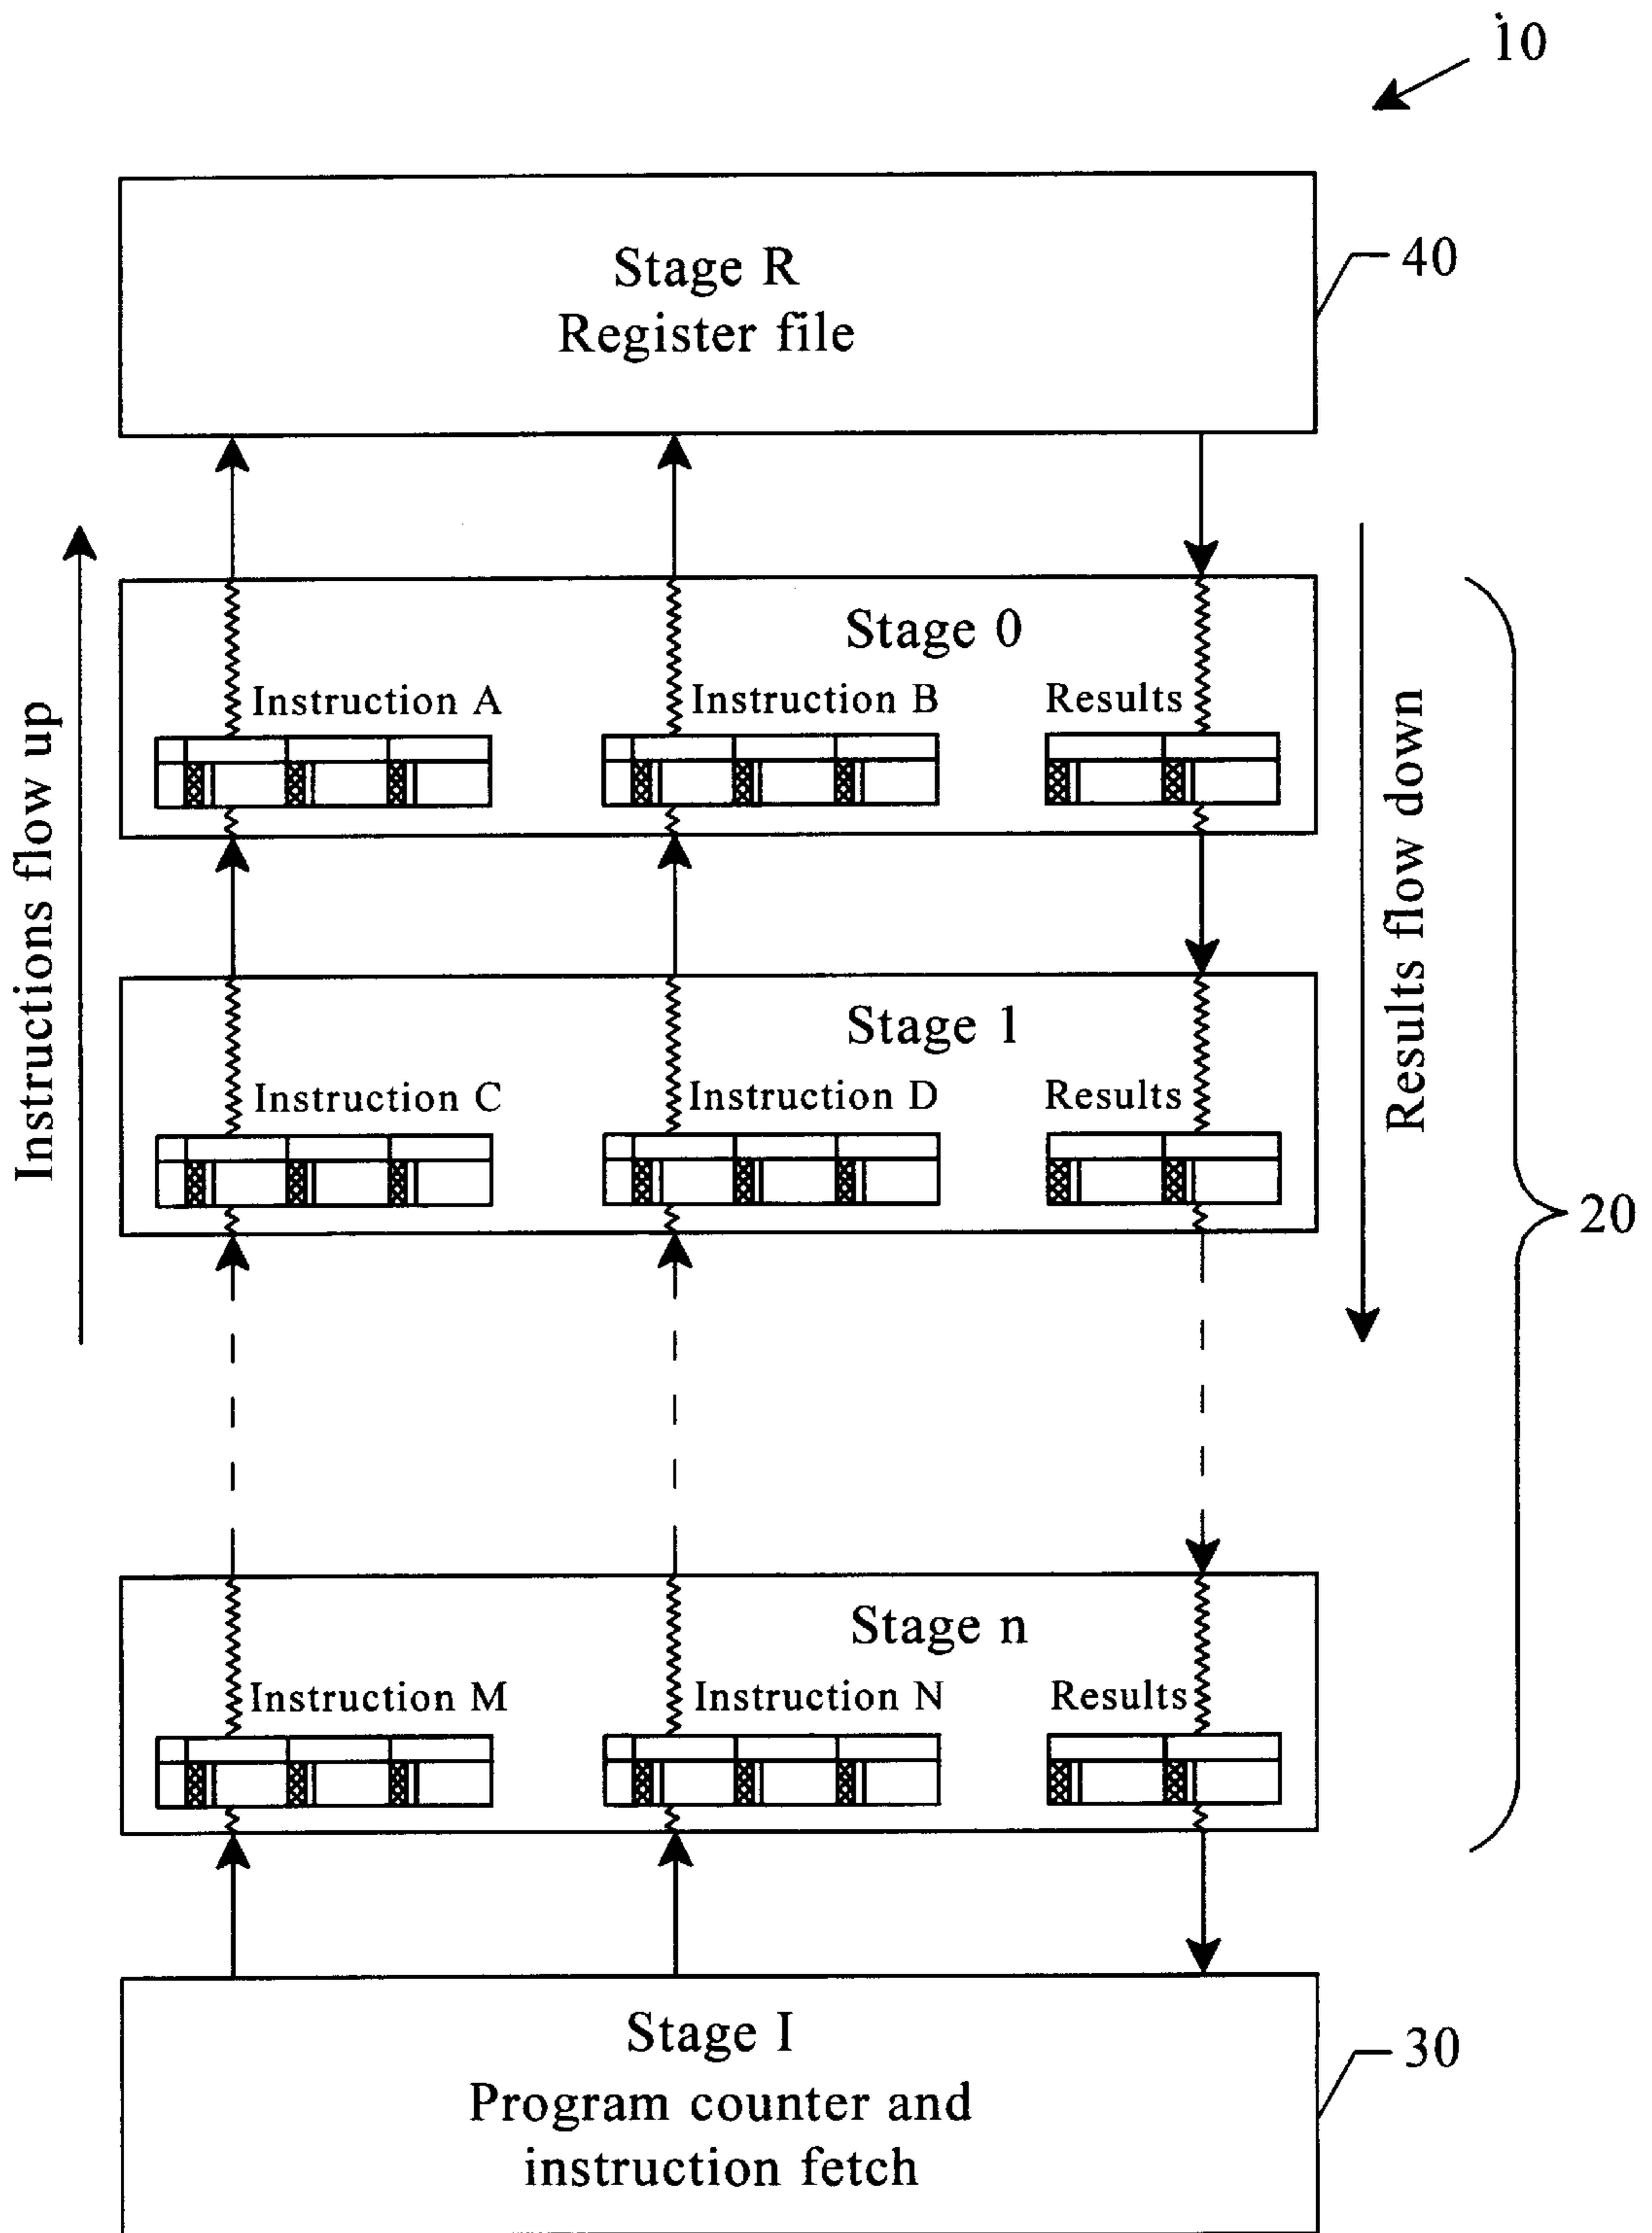 10
Stage R
Register file
40
Instructions flow up
Stage 0
Instruction A
Instruction B
Results
Results flow down
Stage 1
Instruction C
Instruction D
Results
20
Stage n
Instruction M
Instruction N
Results
Stage I
Program counter and
instruction fetch
30